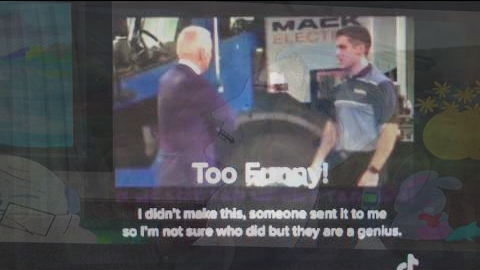 MACK
ELECTRIC
Too Funny!
I didn't make this, someone sent it to me
so I'm not sure who did but they are a genius.